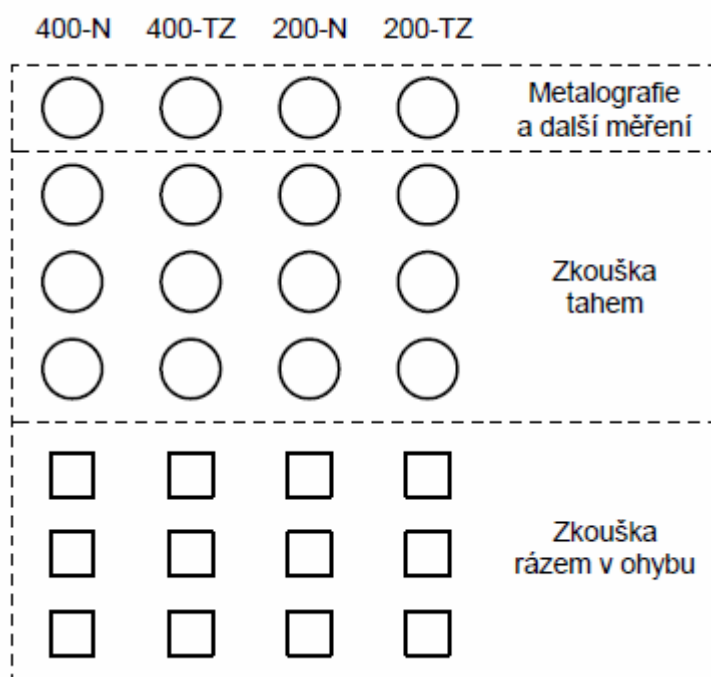 400-N 400-TZ 200-N 200-TZ
Metalografie
a další měření
Zkouška
tahem
Zkouška
rázem v ohybu